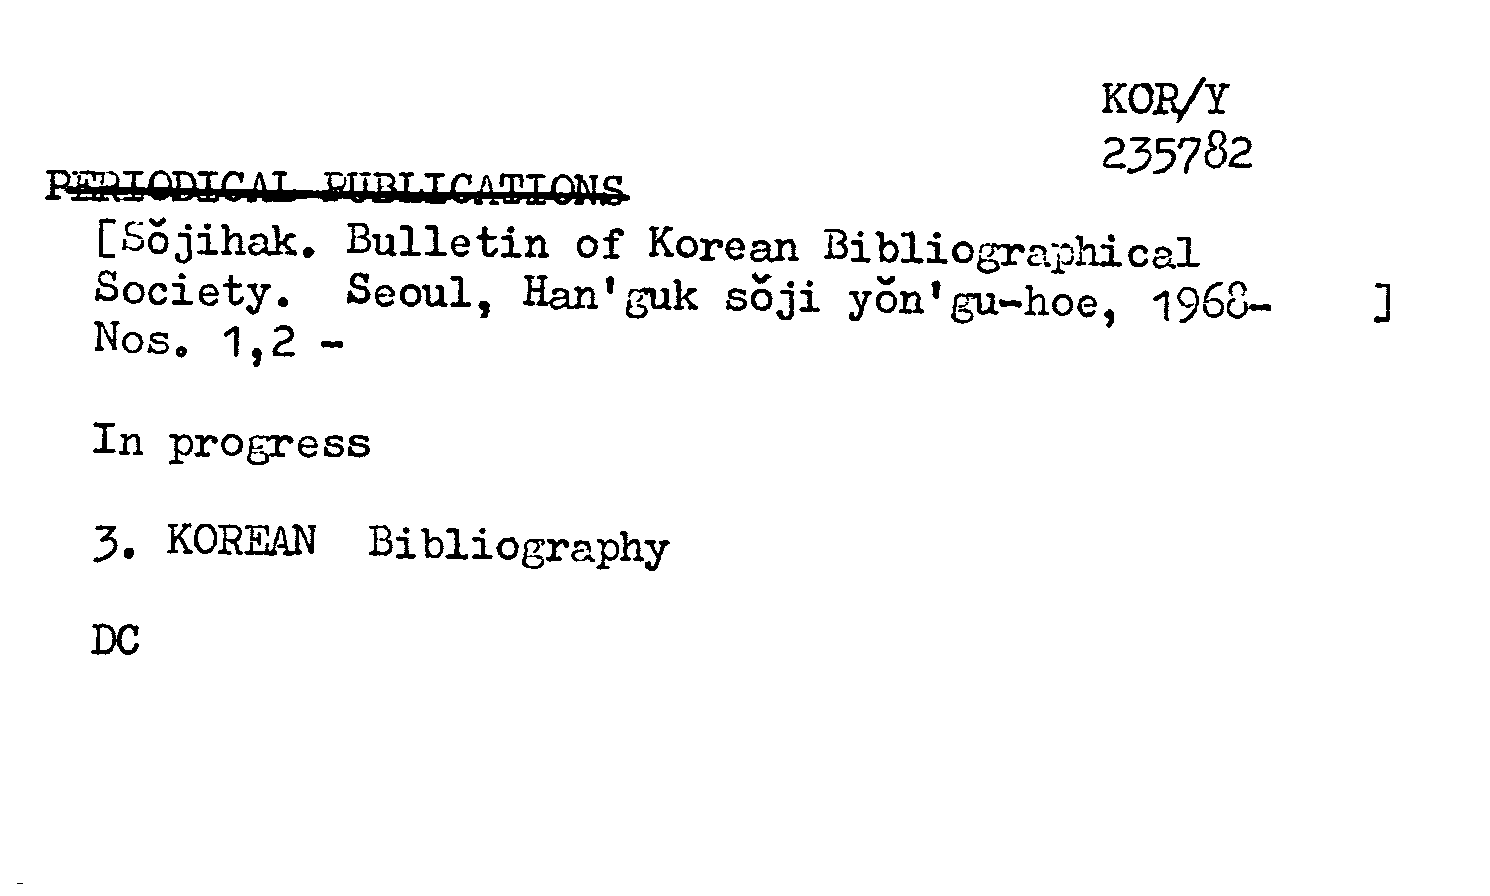 KOR/Y
235782
PERIODICAL PUBLICATIONS
[Sŏjihak. Bulletin of Korean Bibliographical
Society. Seoul, Han'guk sŏji yŏn'gu-hoe, 1968- ]
Nos. 1,2 -
In progress
3. KOREAN Bibliography
DC